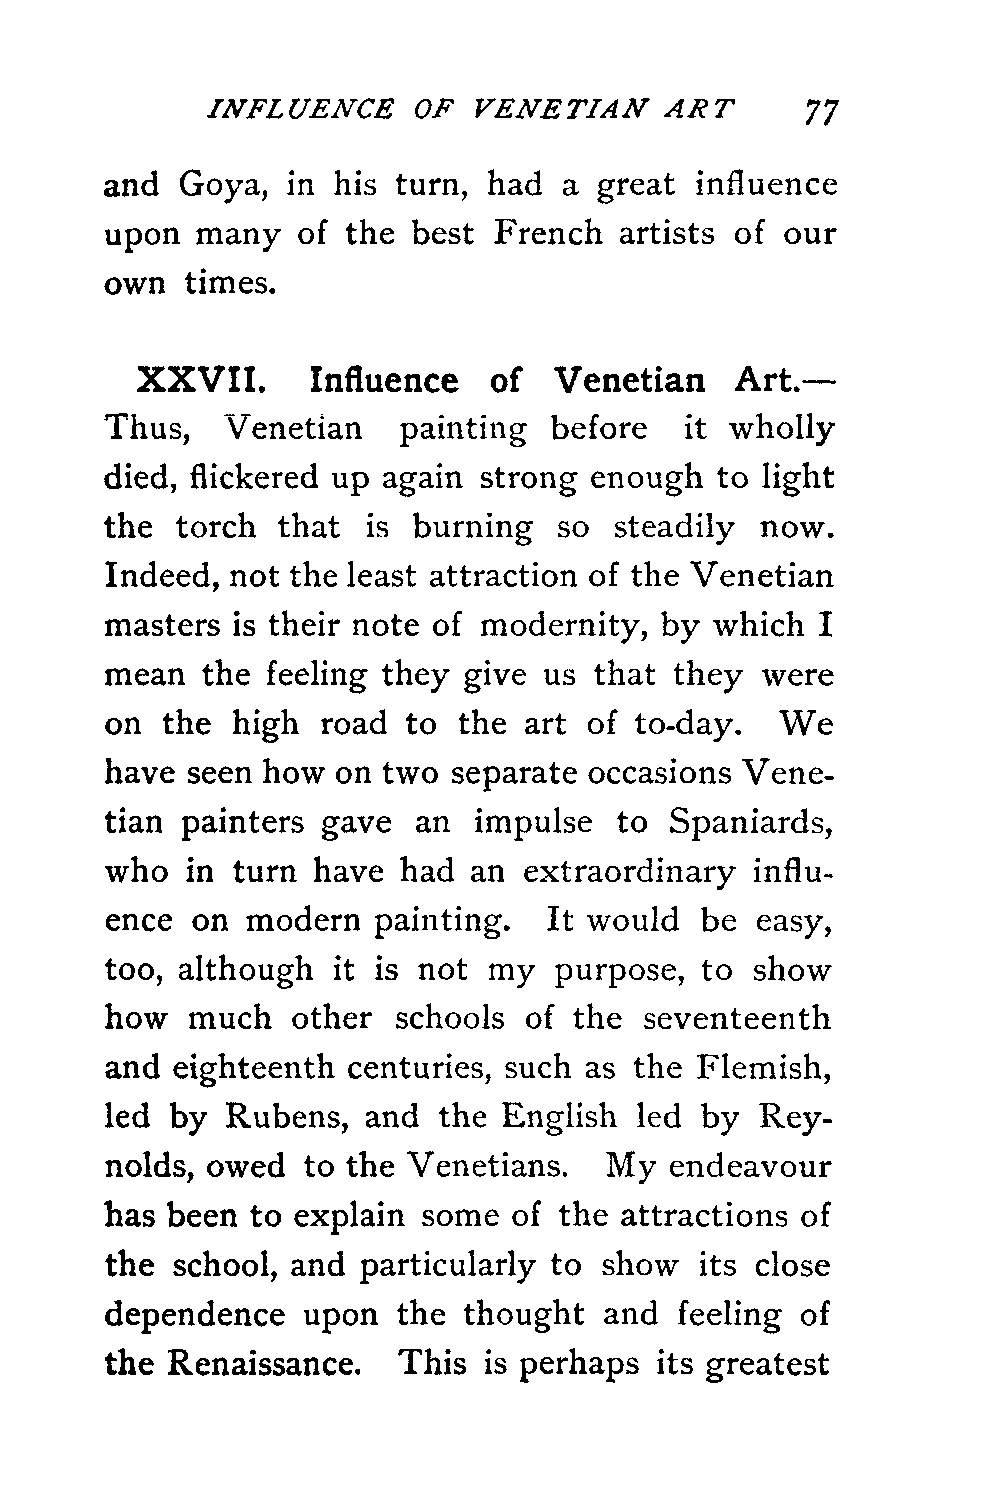 INFLUENCE OF VENETIAN ART 77
and Goya, in his turn, had a great influence
upon many of the best French artists of our
own times.
XXVII. Influence of Venetian Art.—
Thus, Venetian painting before it wholly
died, flickered up again strong enough to light
the torch that is burning so steadily now.
Indeed, not the least attraction of the Venetian
masters is their note of modernity, by which I
mean the feeling they give us that they were
on the high road to the art of to-day. We
have seen how on two separate occasions Vene-
tian painters gave an impulse to Spaniards,
who in turn have had an extraordinary influ-
ence on modern painting. It would be easy,
too, although it is not my purpose, to show
how much other schools of the seventeenth
and eighteenth centuries, such as the Flemish,
led by Rubens, and the English led by Rey-
nolds, owed to the Venetians. My endeavour
has been to explain some of the attractions of
the school, and particularly to show its close
dependence upon the thought and feeling of
the Renaissance. This is perhaps its greatest